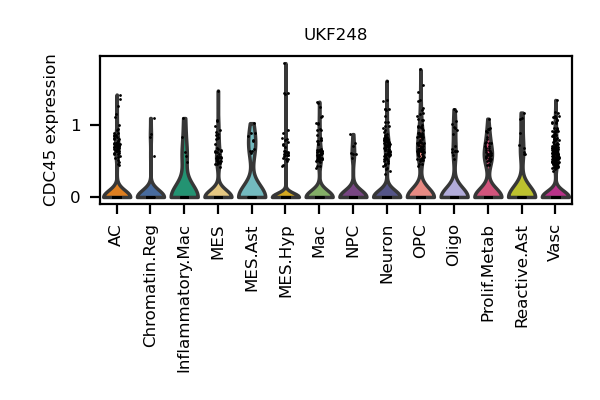 UKF248
CDC45 expression
1
0
AC
Chromatin.Reg
Inflammatory.Mac
MES
MES.Ast
MES.Hyp
Mac
NPC
Neuron
OPC
Oligo
Prolif.Metab
Reactive.Ast
Vasc